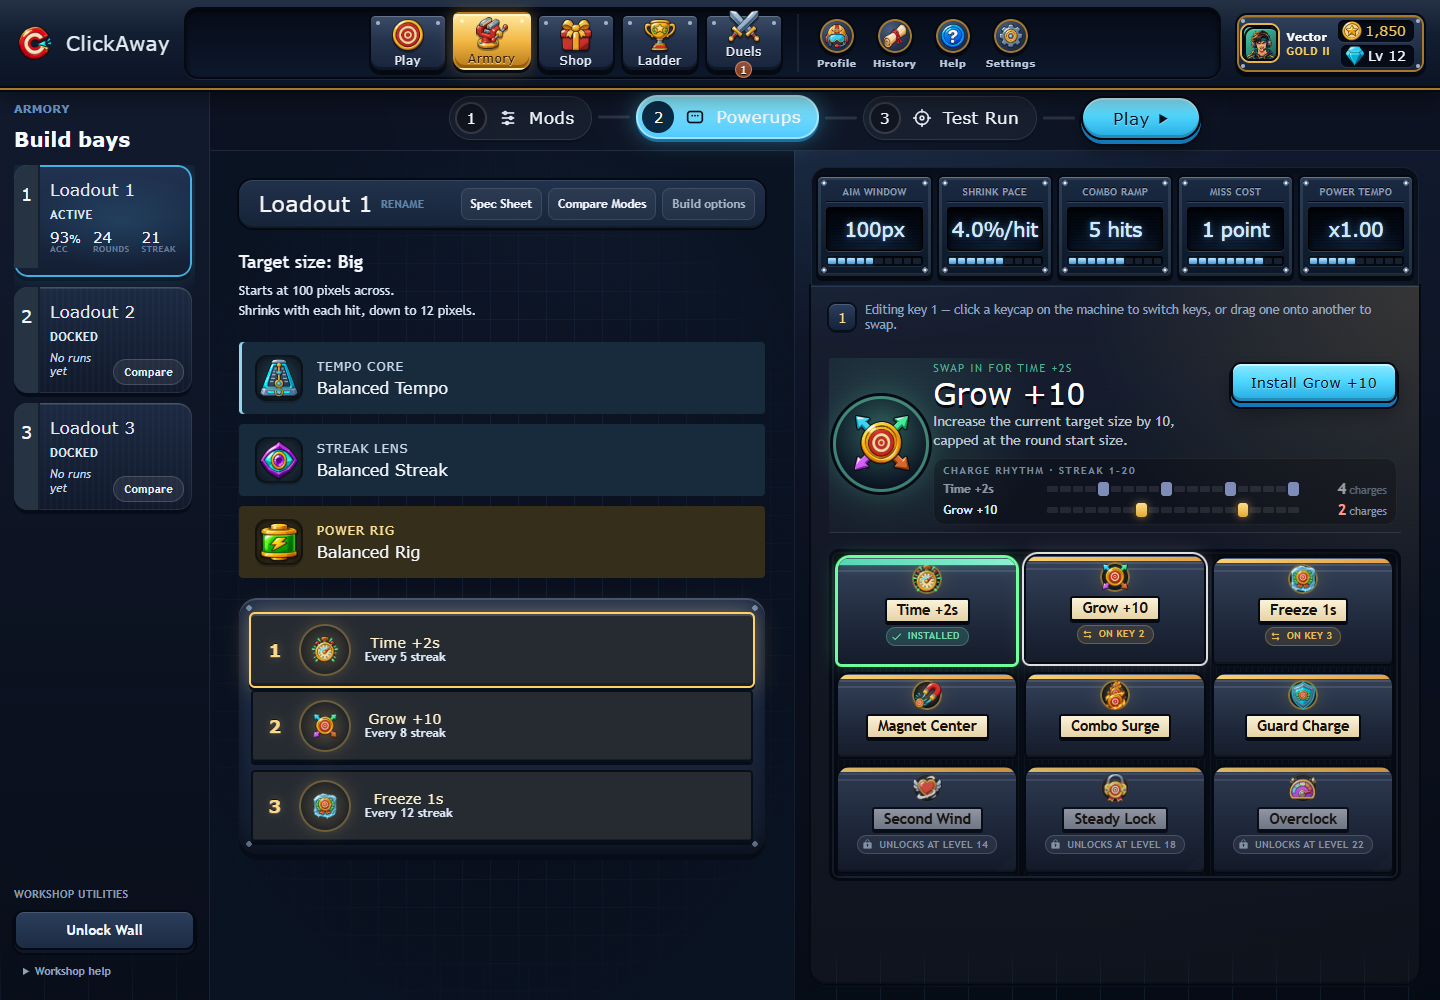 ClickAway
Play
Armory
Shop
Ladder
Duels
1
Profile
History
Help
Settings
Vector
GOLD II
1,850
Lv 12
ARMORY
Build bays
1
Loadout 1
ACTIVE
93% 24 21
ACC ROUNDS STREAK
2
Loadout 2
DOCKED
No runs
yet
Compare
3
Loadout 3
DOCKED
No runs
yet
Compare
WORKSHOP UTILITIES
Unlock Wall
Workshop help
1 Mods
2 Powerups
3 Test Run
Play
Loadout 1 RENAME
Spec Sheet
Compare Modes
Build options
Target size: Big
Starts at 100 pixels across.
Shrinks with each hit, down to 12 pixels.
TEMPO CORE
Balanced Tempo
STREAK LENS
Balanced Streak
POWER RIG
Balanced Rig
1
Time +2s
Every 5 streak
2
Grow +10
Every 8 streak
3
Freeze 1s
Every 12 streak
AIM WINDOW
100px
SHRINK PACE
4.0%/hit
COMBO RAMP
5 hits
MISS COST
1 point
POWER TEMPO
x1.00
1
Editing key 1 — click a keycap on the machine to switch keys, or drag one onto another to
swap.
SWAP IN FOR TIME +2S
Grow +10
Increase the current target size by 10,
capped at the round start size.
Install Grow +10
CHARGE RHYTHM · STREAK 1-20
Time +2s 4 charges
Grow +10 2 charges
Time +2s
INSTALLED
Grow +10
ON KEY 2
Freeze 1s
ON KEY 3
Magnet Center
Combo Surge
Guard Charge
Second Wind
UNLOCKS AT LEVEL 14
Steady Lock
UNLOCKS AT LEVEL 18
Overclock
UNLOCKS AT LEVEL 22